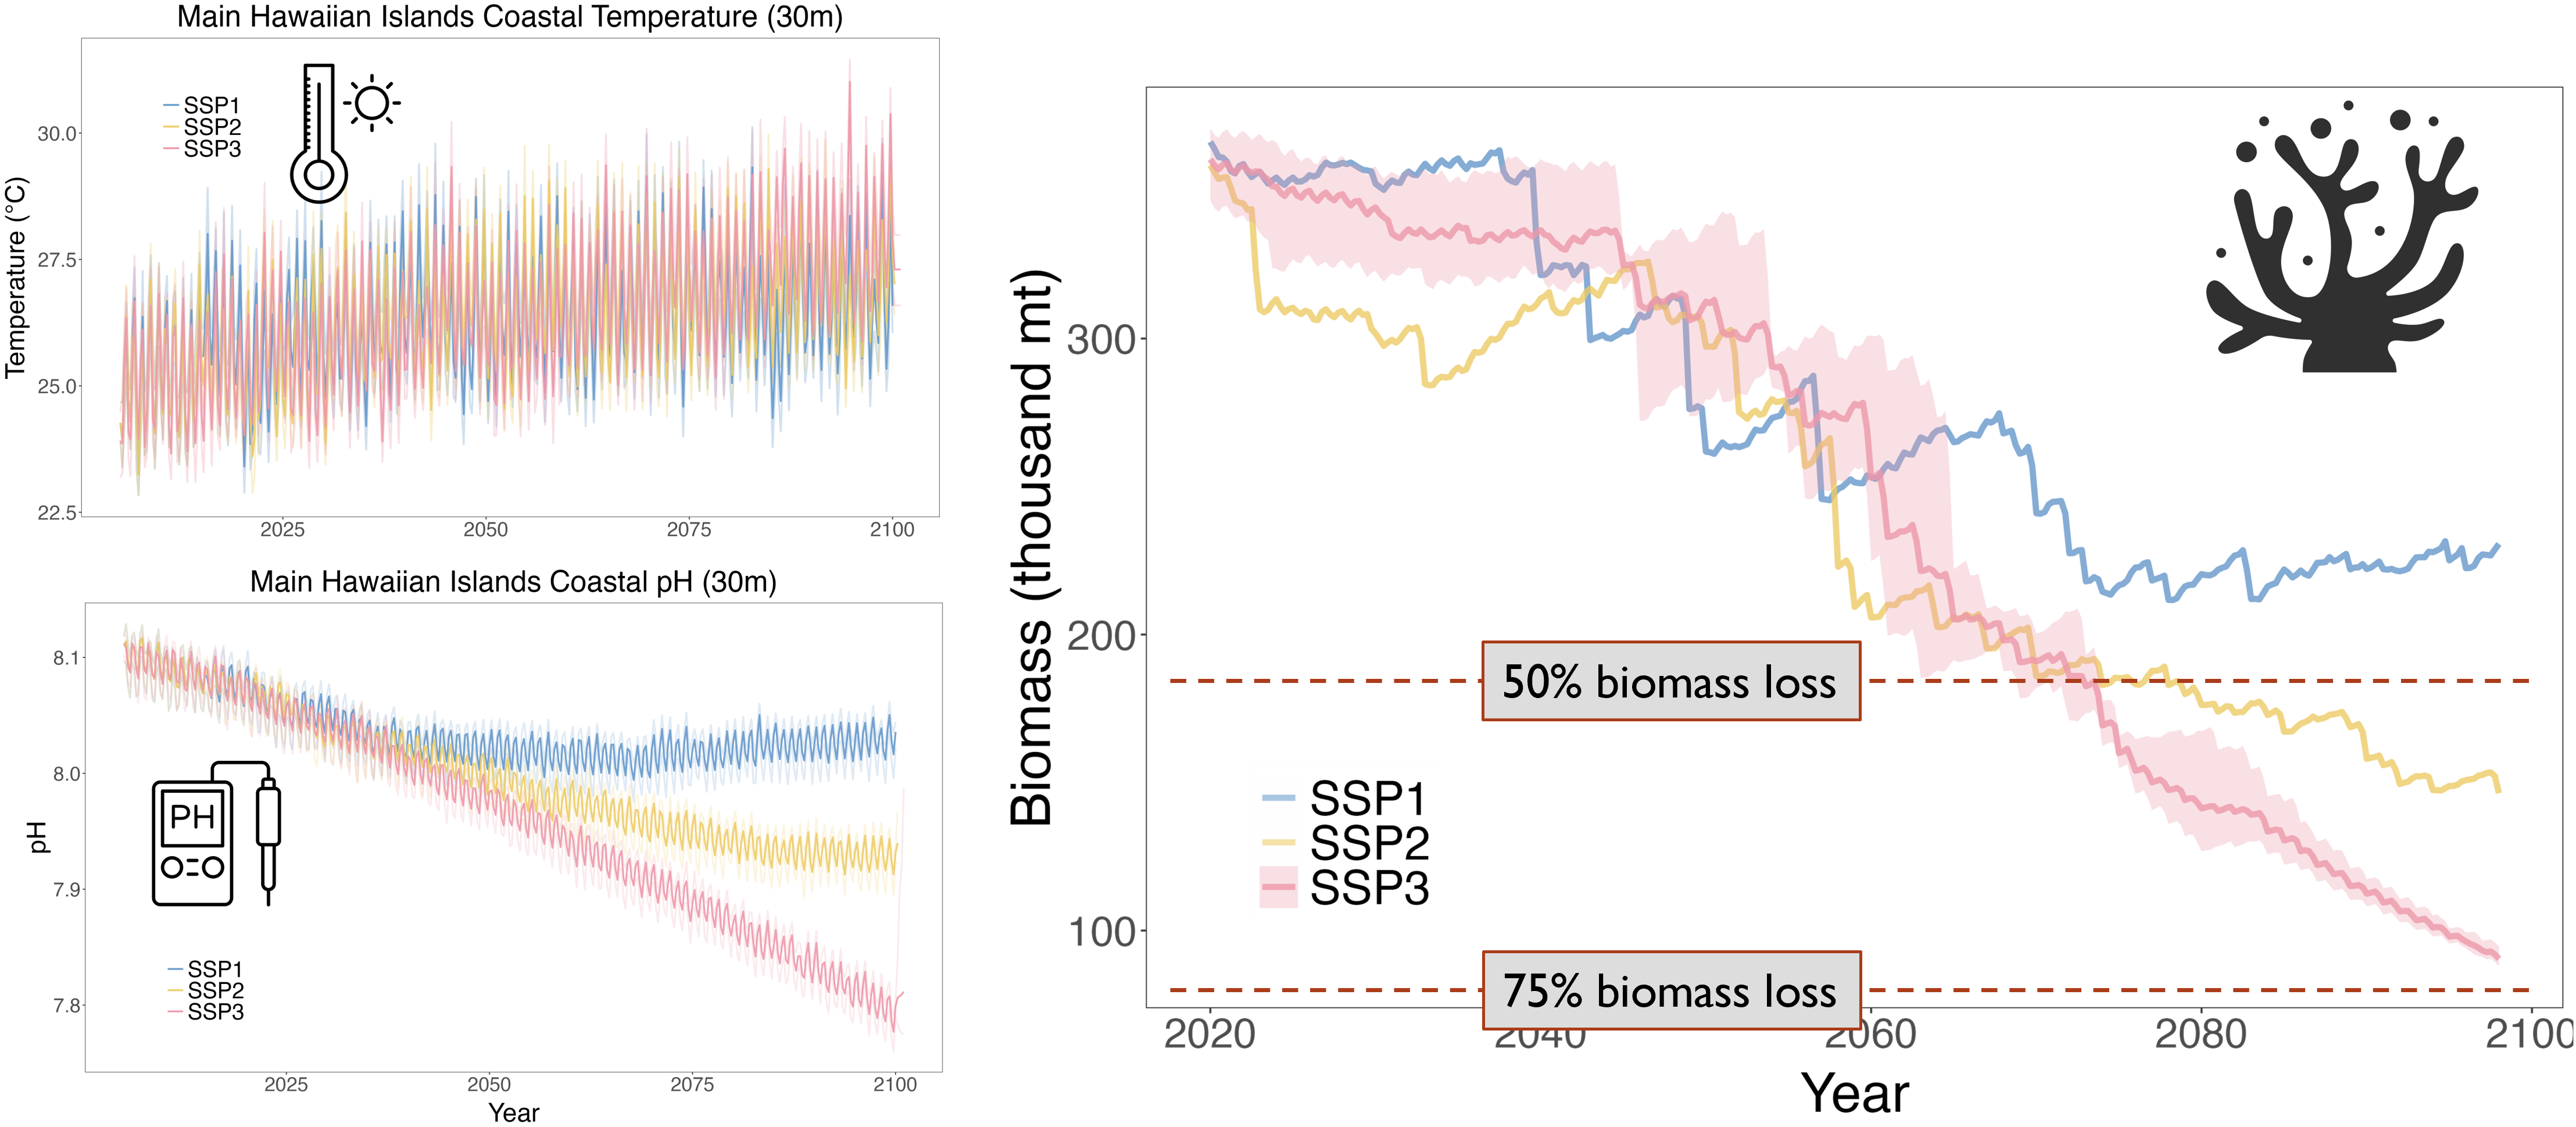 Main Hawaiian Islands Coastal Temperature (30m)
Temperature (°C)
30.0
27.5
25.0
22.5
SSP1
SSP2
SSP3
2025
2050
2075
2100
Main Hawaiian Islands Coastal pH (30m)
pH
8.1
8.0
7.9
7.8
PH
SSP1
SSP2
SSP3
2025
2050
2075
2100
Year
Biomass (thousand mt)
300
200
100
50% biomass loss
SSP1
SSP2
SSP3
75% biomass loss
2020
2040
2060
2080
2100
Year